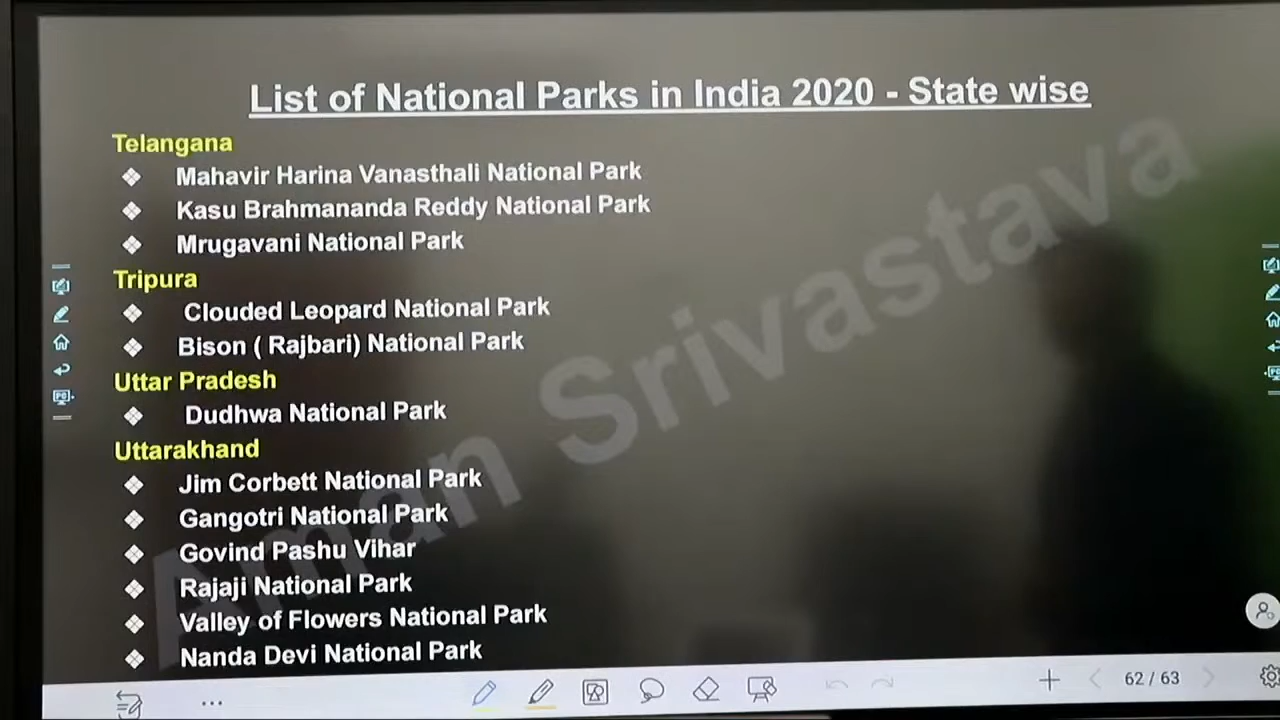 List of National Parks in India 2020 - State wise
Telangana
❖ Mahavir Harina Vanasthali National Park
❖ Kasu Brahmananda Reddy National Park
❖ Mrugavani National Park
Tripura
❖ Clouded Leopard National Park
❖ Bison ( Rajbari) National Park
Uttar Pradesh
❖ Dudhwa National Park
Uttarakhand
❖ Jim Corbett National Park
❖ Gangotri National Park
❖ Govind Pashu Vihar
❖ Rajaji National Park
❖ Valley of Flowers National Park
❖ Nanda Devi National Park
Aman Srivastava
62 / 63